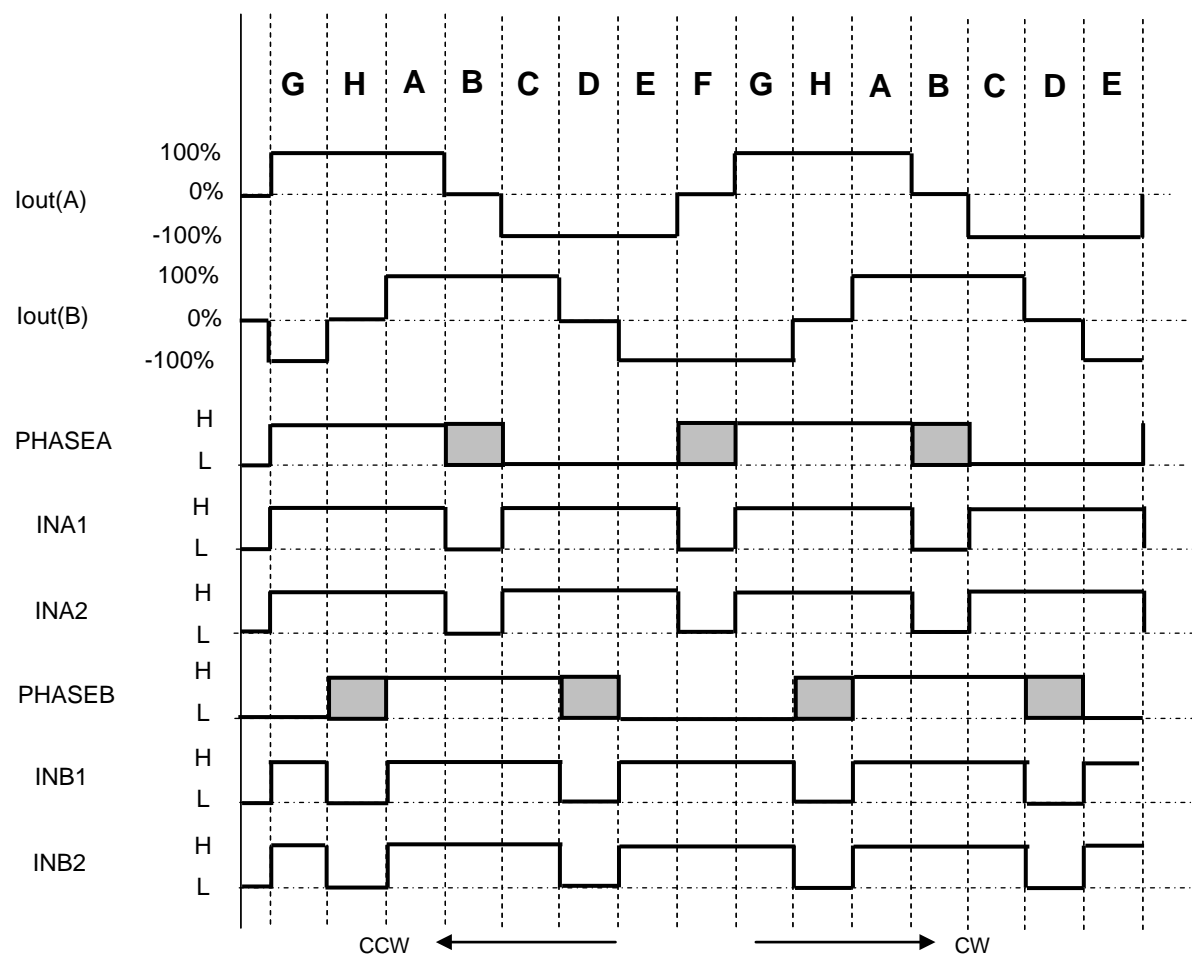 G H A B C D E F G H A B C D E
100%
Iout(A) 0%
-100%
100%
Iout(B) 0%
-100%
H
PHASEA
L
H
INA1
L
H
INA2
L
H
PHASEB
L
H
INB1
L
H
INB2
L
CCW CW